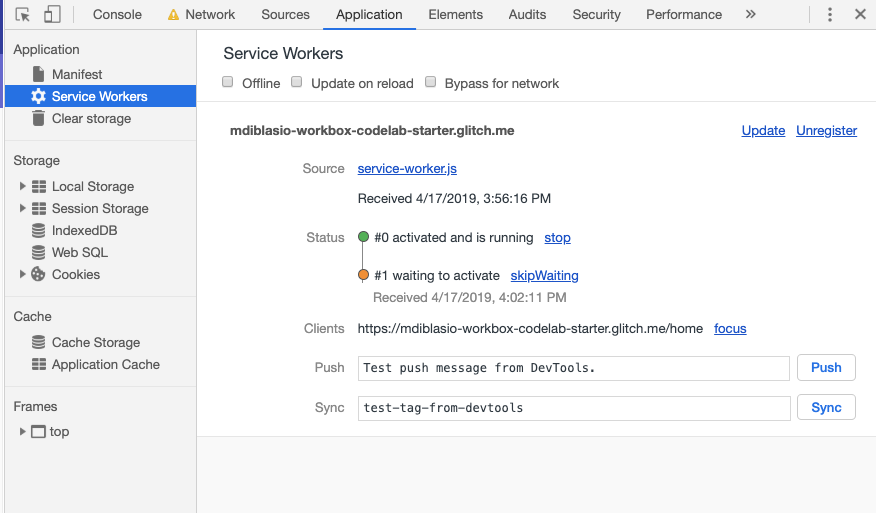 Console Network Sources Application Elements Audits Security Performance »
Application
Manifest
Service Workers
Clear storage
Storage
Local Storage
Session Storage
IndexedDB
Web SQL
Cookies
Cache
Cache Storage
Application Cache
Frames
top
Service Workers
Offline Update on reload Bypass for network
mdiblasio-workbox-codelab-starter.glitch.me Update Unregister
Source service-worker.js
Received 4/17/2019, 3:56:16 PM
Status #0 activated and is running stop
#1 waiting to activate skipWaiting
Received 4/17/2019, 4:02:11 PM
Clients https://mdiblasio-workbox-codelab-starter.glitch.me/home focus
Push Test push message from DevTools. Push
Sync test-tag-from-devtools Sync